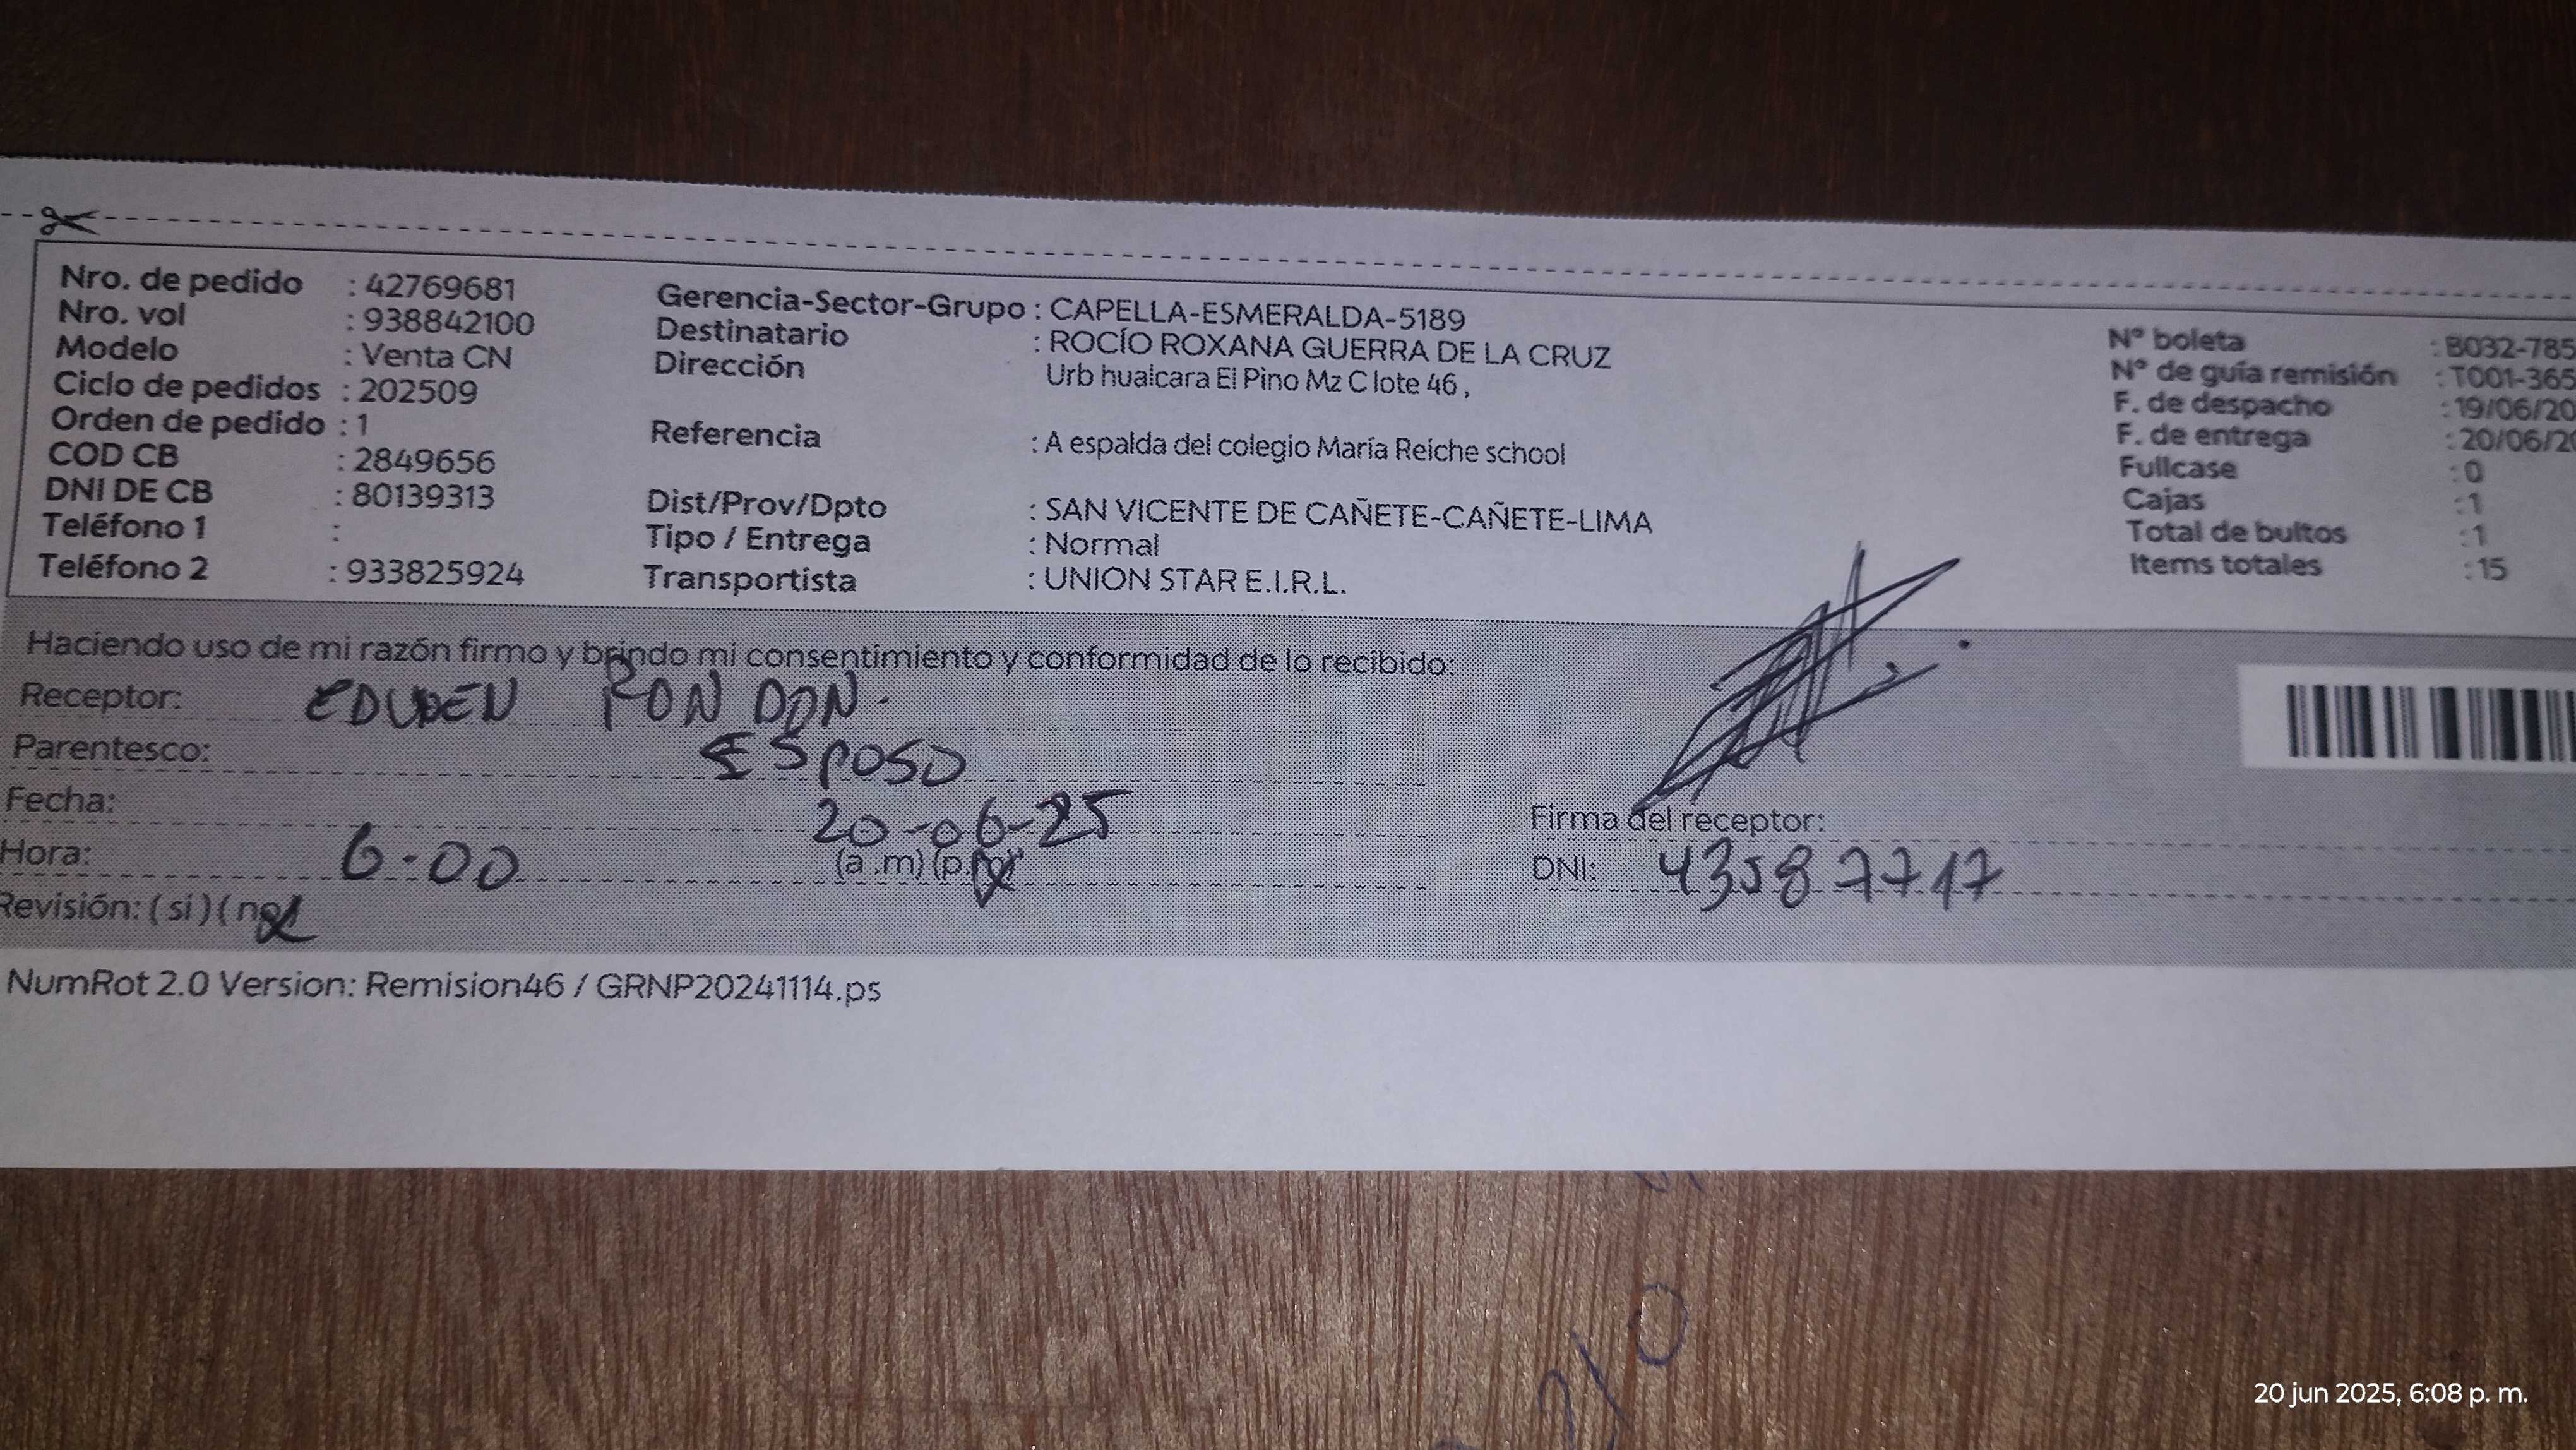 Nro. de pedido : 42769681
Nro. vol : 938842100
Modelo : Venta CN
Ciclo de pedidos : 202509
Orden de pedido : 1
COD CB : 2849656
DNI DE CB : 80139313
Teléfono 1 :
Teléfono 2 : 933825924
Gerencia-Sector-Grupo : CAPELLA-ESMERALDA-5189
Destinatario : ROCÍO ROXANA GUERRA DE LA CRUZ
Dirección Urb hualcara El Pino Mz C lote 46 ,
Referencia : A espalda del colegio María Reiche school
Dist/Prov/Dpto : SAN VICENTE DE CAÑETE-CAÑETE-LIMA
Tipo / Entrega : Normal
Transportista : UNION STAR E.I.R.L.
Nº boleta : B032-785
Nº de guía remisión : T001-365
F. de despacho : 19/06/20
F. de entrega : 20/06/20
Fullcase : 0
Cajas : 1
Total de bultos : 1
Items totales : 15
Haciendo uso de mi razón firmo y brindo mi consentimiento y conformidad de lo recibido:
Receptor: RONDON.
Parentesco: ESPOSO
Fecha: 20-06-25
Hora: 6-00 (a.m) (p.m)
Revisión: ( si ) ( no )
Firma del receptor:
DNI: 43587717
NumRot 2.0 Version: Remision46 / GRNP20241114.ps
210
20 jun 2025, 6:08 p. m.